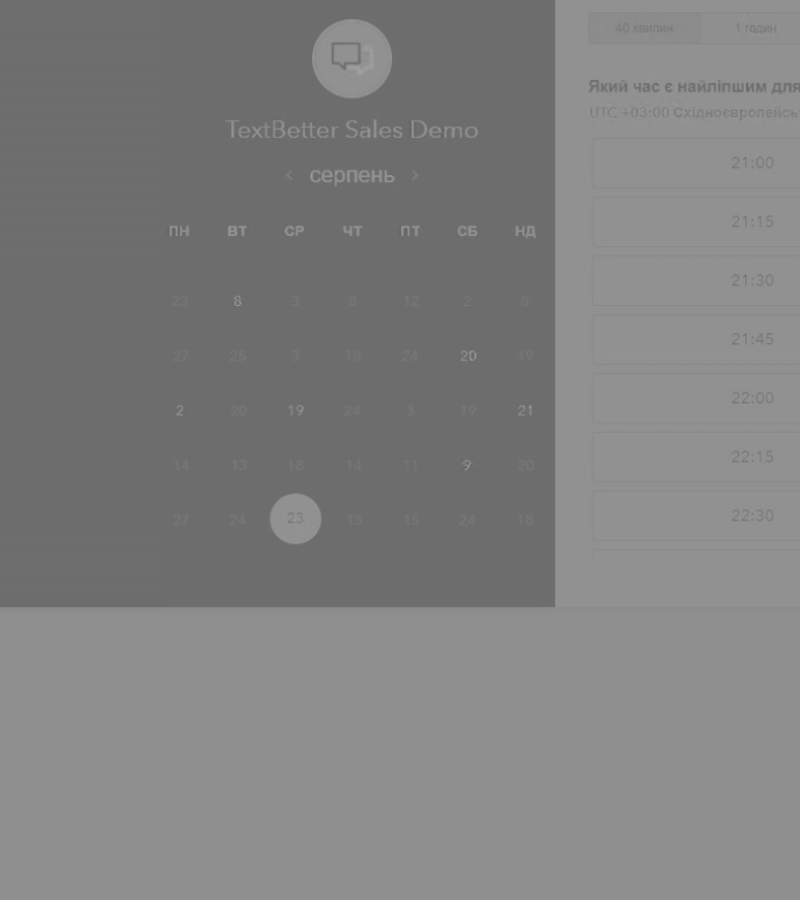 TextBetter Sales Demo
серпень
ПН ВТ СР ЧТ ПТ СБ НД
23 8 3 8 12 2 8
27 25 3 18 24 20 19
2 20 19 24 3 19 21
14 13 18 14 11 9 20
27 24 23 13 15 24 18
40 хвилин 1 годин
Який час є найліпшим для
UTC +03:00 Східноєвропейсь
21:00
21:15
21:30
21:45
22:00
22:15
22:30